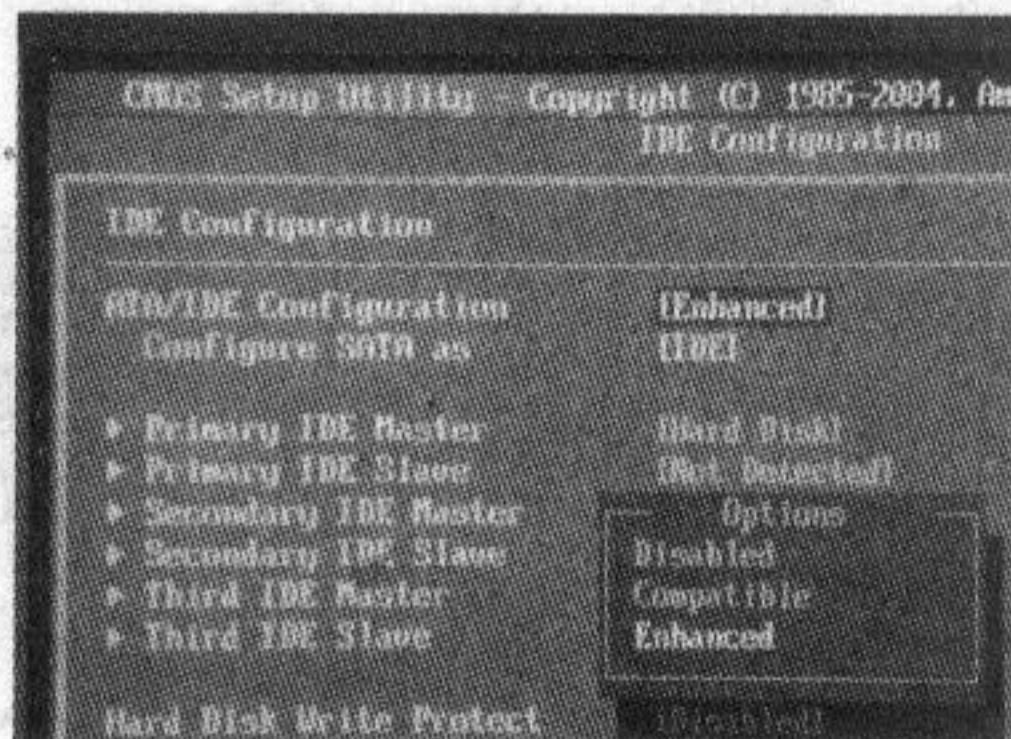 CMOS Setup Utility - Copyright (C) 1985-2004, Am
IDE Configuration
IDE Configuration
ATA/IDE Configuration [Enhanced]
Configure SATA as [IDE]
Primary IDE Master [Hard Disk]
Primary IDE Slave [Not Detected]
Secondary IDE Master
Secondary IDE Slave
Third IDE Master
Third IDE Slave
Options
Disabled
Compatible
Enhanced
Hard Disk Write Protect [Disabled]